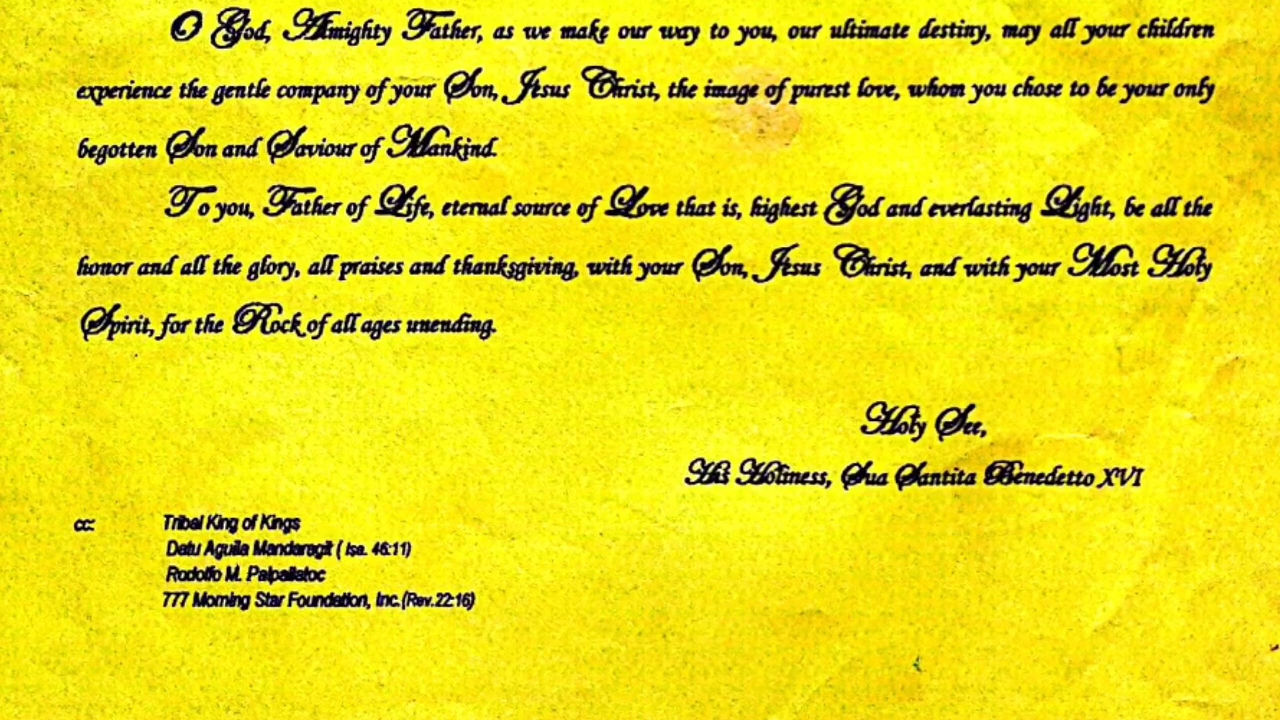 O God, Almighty Father, as we make our way to you, our ultimate destiny, may all your children
experience the gentle company of your Son, Jesus Christ, the image of purest love, whom you chose to be your only
begotten Son and Saviour of Mankind.
To you, Father of Life, eternal source of Love that is, highest God and everlasting Light, be all the
honor and all the glory, all praises and thanksgiving, with your Son, Jesus Christ, and with your Most Holy
Spirit, for the Rock of all ages unending.
Holy See,
His Holiness, Sua Santita Benedetto XVI
cc: Tribal King of Kings
Datu Aguila Mandaragit ( Isa. 46:11)
Rodolfo M. Palpallatoc
777 Morning Star Foundation, Inc.(Rev.22:16)